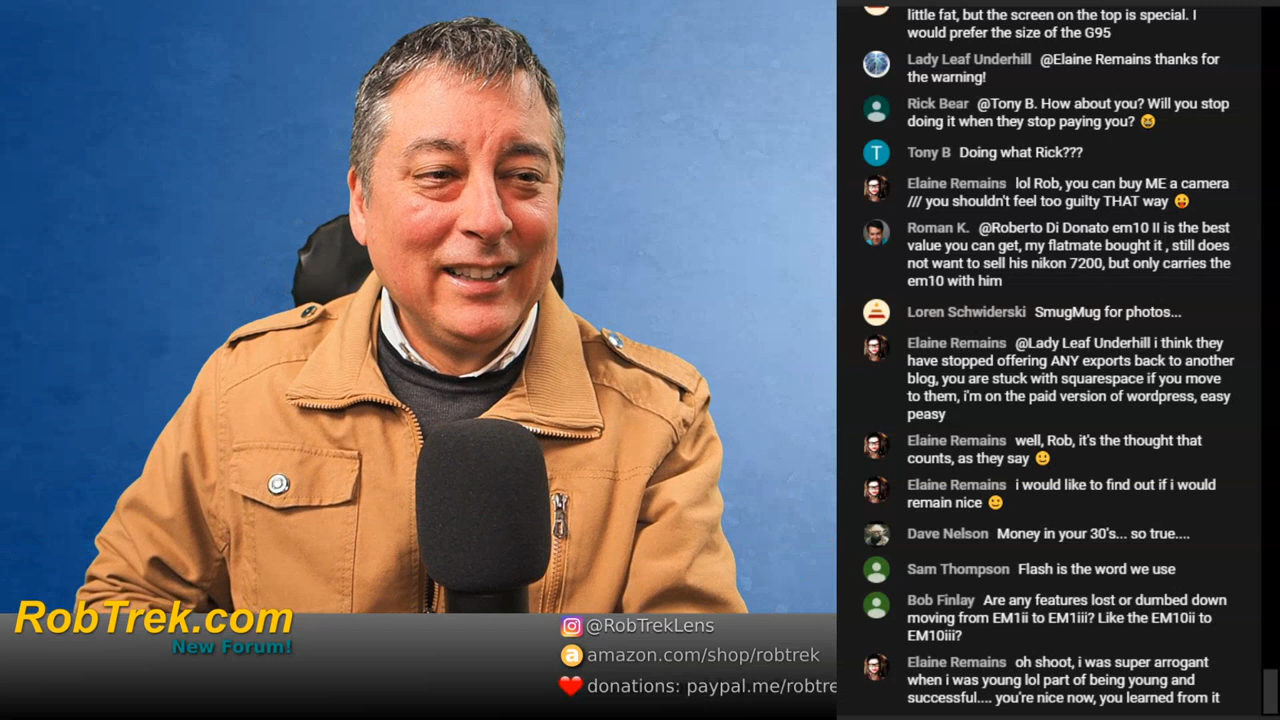 RobTrek.com
New Forum!
@RobTrekLens
a
amazon.com/shop/robtrek
donations: paypal.me/robtre
little fat, but the screen on the top is special. I
would prefer the size of the G95
Lady Leaf Underhill @Elaine Remains thanks for
the warning!
Rick Bear @Tony B. How about you? Will you stop
doing it when they stop paying you? 😆
T
Tony B Doing what Rick???
Elaine Remains lol Rob, you can buy ME a camera
/// you shouldn't feel too guilty THAT way 😜
Roman K. @Roberto Di Donato em10 II is the best
value you can get, my flatmate bought it , still does
not want to sell his nikon 7200, but only carries the
em10 with him
Loren Schwiderski SmugMug for photos...
Elaine Remains @Lady Leaf Underhill i think they
have stopped offering ANY exports back to another
blog, you are stuck with squarespace if you move
to them, i'm on the paid version of wordpress, easy
peasy
Elaine Remains well, Rob, it's the thought that
counts, as they say 🙂
Elaine Remains i would like to find out if i would
remain nice 🙂
Dave Nelson Money in your 30's... so true....
Sam Thompson Flash is the word we use
Bob Finlay Are any features lost or dumbed down
moving from EM1ii to EM1iii? Like the EM10ii to
EM10iii?
Elaine Remains oh shoot, i was super arrogant
when i was young lol part of being young and
successful.... you're nice now, you learned from it